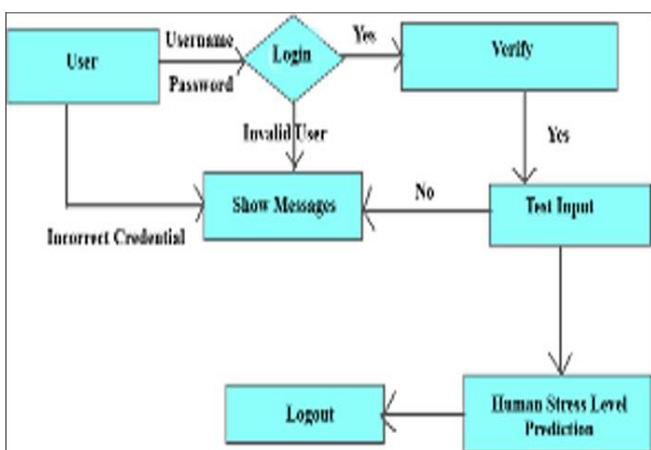 User
Username
Password
Login
Yes
Verify
Invalid User
Yes
Show Messages
No
Test Input
Incorrect Credential
Logout
Human Stress Level
Prediction